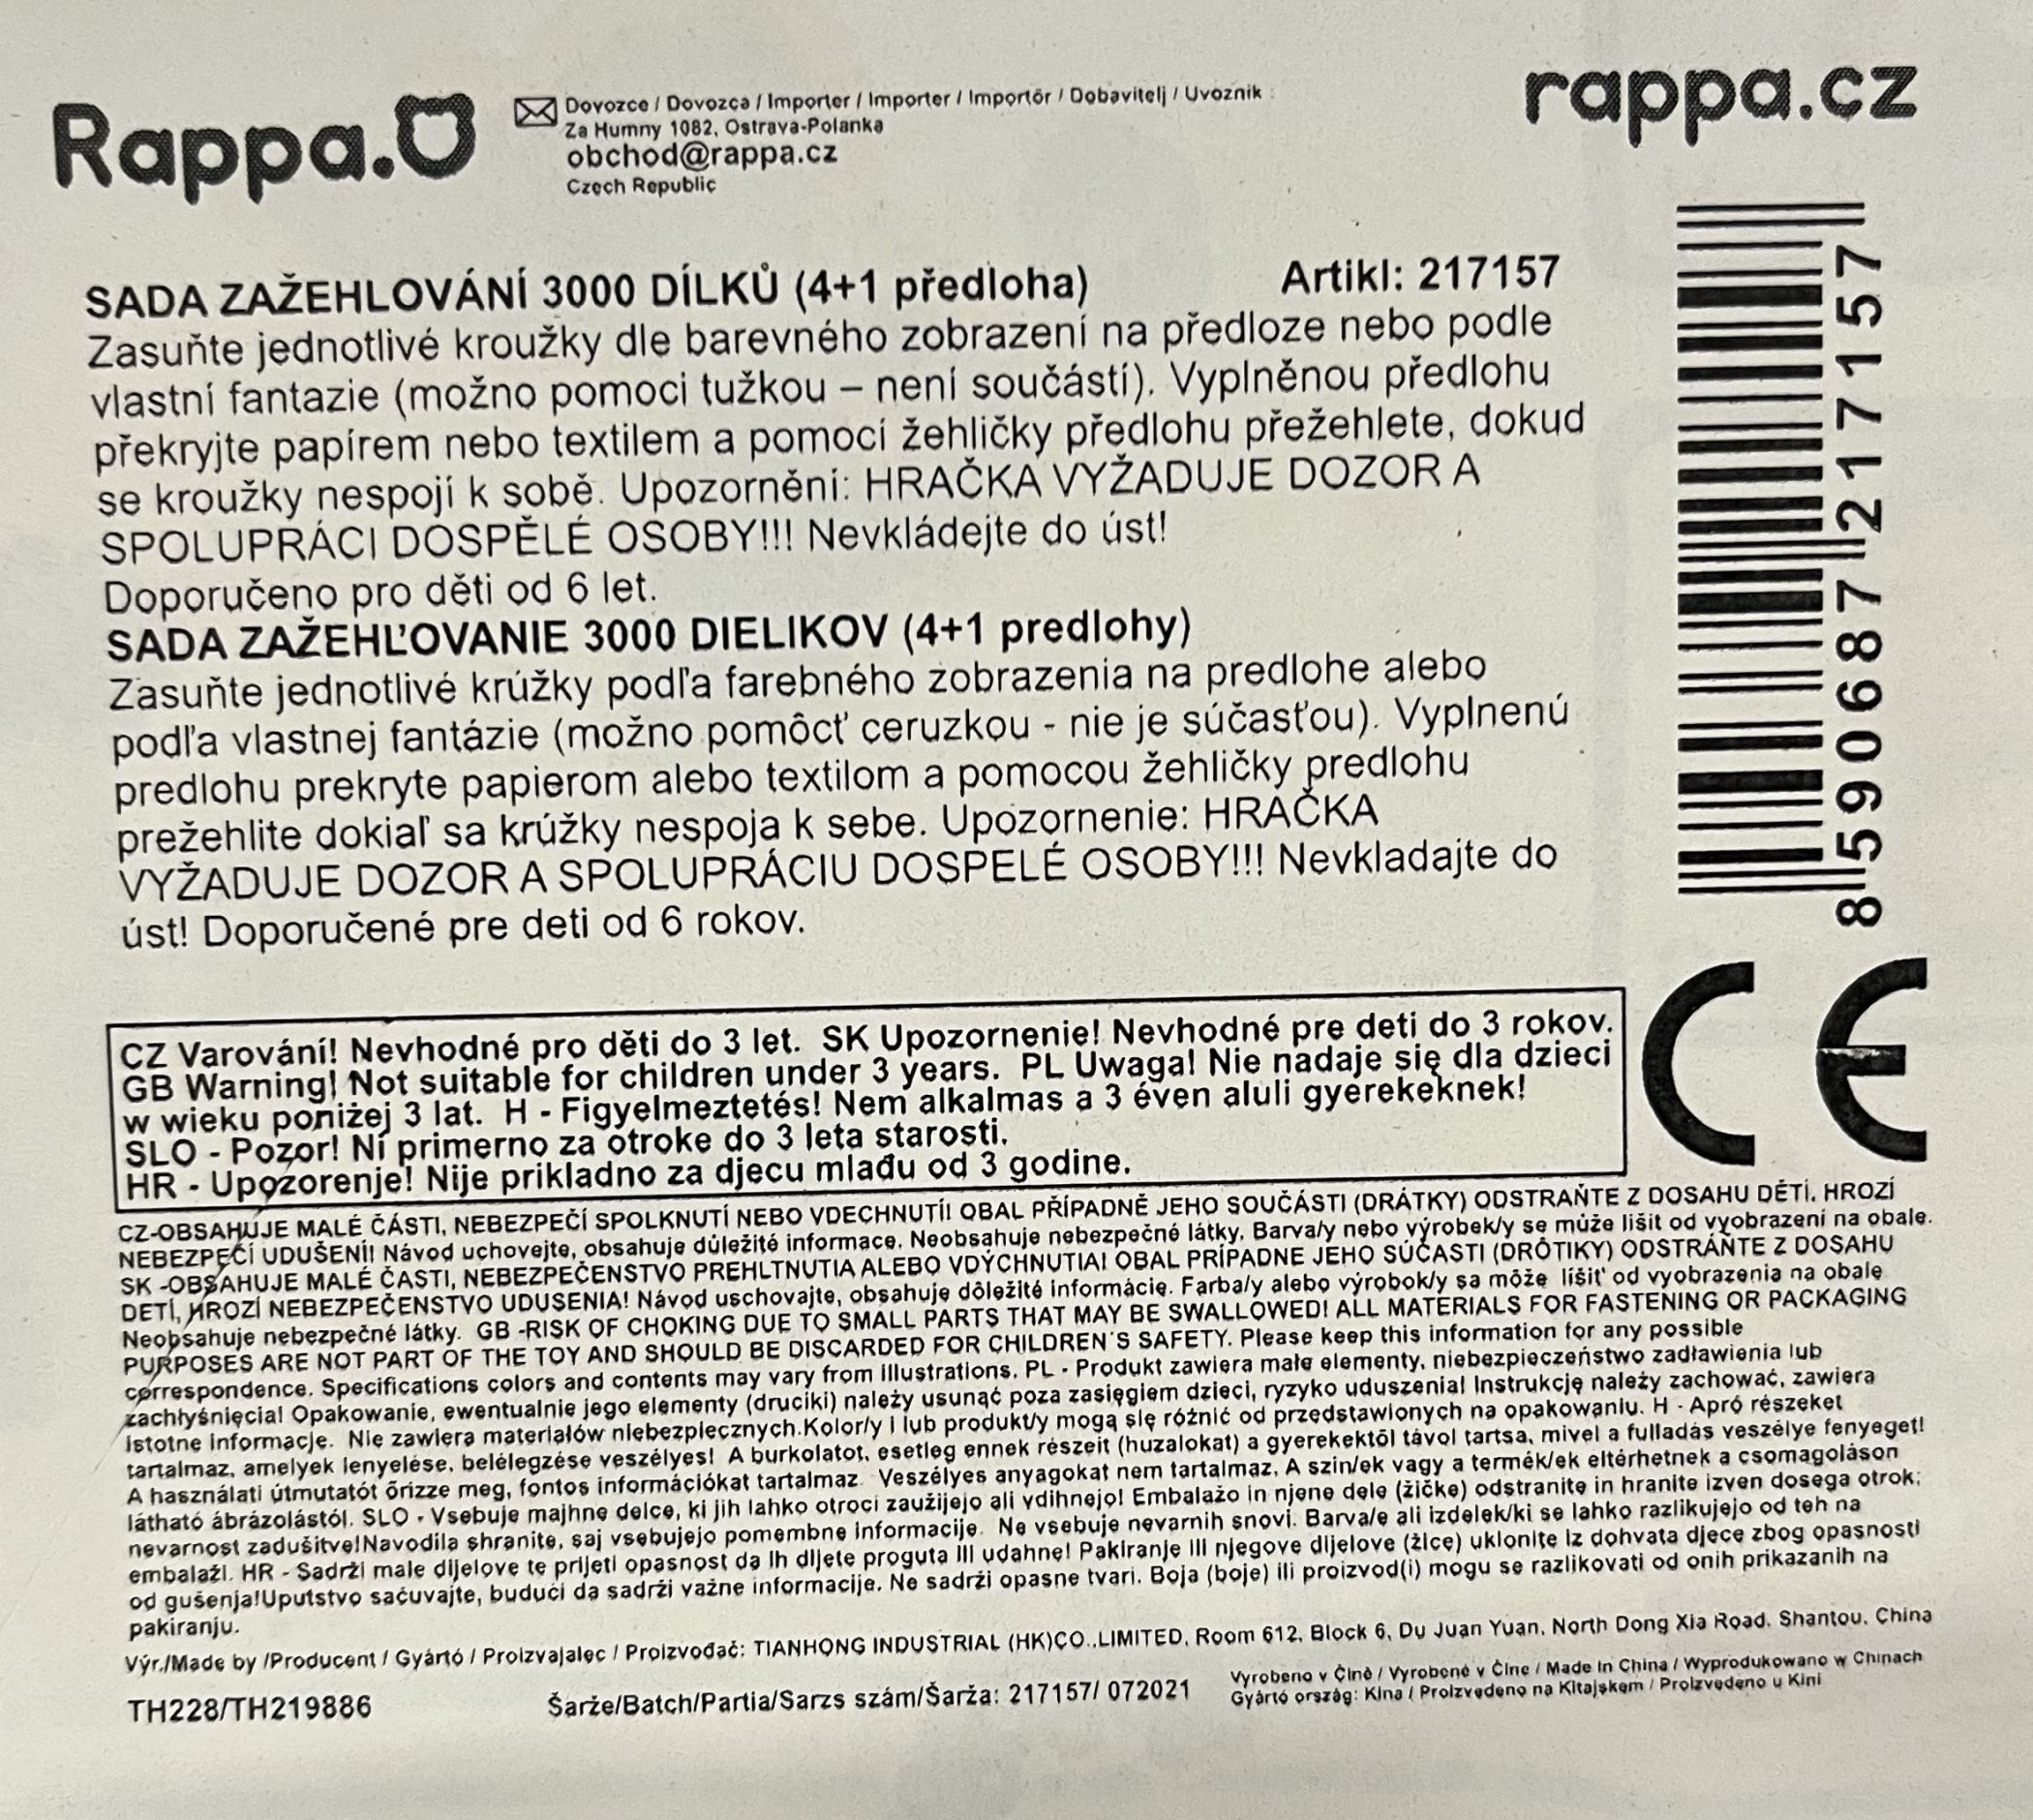 Rappa.
Dovozce / Dovozca / Importer / Importer / Importőr / Dobavitelj / Uvoznik :
Za Humny 1082, Ostrava-Polanka
obchod@rappa.cz
Czech Republic
rappa.cz
SADA ZAŽEHLOVÁNÍ 3000 DÍLKŮ (4+1 předloha)
Artikl: 217157
Zasuňte jednotlivé kroužky dle barevného zobrazení na předloze nebo podle
vlastní fantazie (možno pomoci tužkou – není součástí). Vyplněnou předlohu
překryjte papírem nebo textilem a pomocí žehličky předlohu přežehlete, dokud
se kroužky nespojí k sobě. Upozornění: HRAČKA VYŽADUJE DOZOR A
SPOLUPRÁCI DOSPĚLÉ OSOBY!!! Nevkládejte do úst!
Doporučeno pro děti od 6 let.
SADA ZAŽEHĽOVANIE 3000 DIELIKOV (4+1 predlohy)
Zasuňte jednotlivé krúžky podľa farebného zobrazenia na predlohe alebo
podľa vlastnej fantázie (možno pomôcť ceruzkou - nie je súčasťou). Vyplnenú
predlohu prekryte papierom alebo textilom a pomocou žehličky predlohu
prežehlite dokiaľ sa krúžky nespoja k sebe. Upozornenie: HRAČKA
VYŽADUJE DOZOR A SPOLUPRÁCIU DOSPELÉ OSOBY!!! Nevkladajte do
úst! Doporučené pre deti od 6 rokov.
8 590687 217157
CE
CZ Varování! Nevhodné pro děti do 3 let. SK Upozornenie! Nevhodné pre deti do 3 rokov.
GB Warning! Not suitable for children under 3 years. PL Uwaga! Nie nadaje się dla dzieci
w wieku poniżej 3 lat. H - Figyelmeztetés! Nem alkalmas a 3 éven aluli gyerekeknek!
SLO - Pozor! Ni primerno za otroke do 3 leta starosti.
HR - Upozorenje! Nije prikladno za djecu mlađu od 3 godine.
CZ-OBSAHUJE MALÉ ČÁSTI, NEBEZPEČÍ SPOLKNUTÍ NEBO VDECHNUTÍ! OBAL PŘÍPADNĚ JEHO SOUČÁSTI (DRÁTKY) ODSTRAŇTE Z DOSAHU DĚTÍ, HROZÍ
NEBEZPEČÍ UDUŠENÍ! Návod uchovejte, obsahuje důležité informace. Neobsahuje nebezpečné látky. Barva/y nebo výrobek/y se může lišit od vyobrazení na obale.
SK -OBSAHUJE MALÉ ČASTI, NEBEZPEČENSTVO PREHLTNUTIA ALEBO VDÝCHNUTIA! OBAL PRÍPADNE JEHO SÚČASTI (DRÔTIKY) ODSTRÁŇTE Z DOSAHU
DETÍ, HROZÍ NEBEZPEČENSTVO UDUSENIA! Návod uschovajte, obsahuje dôležité informácie. Farba/y alebo výrobok/y sa môže líšiť od vyobrazenia na obale
Neobsahuje nebezpečné látky. GB -RISK OF CHOKING DUE TO SMALL PARTS THAT MAY BE SWALLOWED! ALL MATERIALS FOR FASTENING OR PACKAGING
PURPOSES ARE NOT PART OF THE TOY AND SHOULD BE DISCARDED FOR CHILDREN'S SAFETY. Please keep this information for any possible
correspondence. Specifications colors and contents may vary from illustrations. PL - Produkt zawiera małe elementy, niebezpieczeństwo zadławienia lub
zachłyśnięcia! Opakowanie, ewentualnie jego elementy (druciki) należy usunąć poza zasięgiem dzieci, ryzyko uduszenia! Instrukcję należy zachować, zawiera
istotne informacje. Nie zawiera materiałów niebezpiecznych.Kolor/y i lub produkt/y mogą się różnić od przedstawionych na opakowaniu. H - Apró részeket
tartalmaz, amelyek lenyelése, belélegzése veszélyes! A burkolatot, esetleg ennek részeit (huzalokat) a gyerekektől távol tartsa, mivel a fulladás veszélye fenyeget!
A használati útmutatót őrizze meg, fontos információkat tartalmaz. Veszélyes anyagokat nem tartalmaz. A szín/ek vagy a termék/ek eltérhetnek a csomagoláson
látható ábrázolástól. SLO - Vsebuje majhne delce, ki jih lahko otroci zaužijejo ali vdihnejo! Embalažo in njene dele (žičke) odstranite in hranite izven dosega otrok;
nevarnost zadušitve!Navodila shranite, saj vsebujejo pomembne informacije. Ne vsebuje nevarnih snovi. Barva/e ali izdelek/ki se lahko razlikujejo od teh na
embalaži. HR - Sadrži male dijelove te prijeti opasnost da ih dijete proguta ili udahne! Pakiranje ili njegove dijelove (žice) uklonite iz dohvata djece zbog opasnosti
od gušenja!Uputstvo sačuvajte, budući da sadrži važne informacije. Ne sadrži opasne tvari. Boja (boje) ili proizvod(i) mogu se razlikovati od onih prikazanih na
pakiranju.
Výr./Made by /Producent / Gyártó / Proizvajalec / Proizvođač: TIANHONG INDUSTRIAL (HK)CO.,LIMITED, Room 612, Block 6, Du Juan Yuan, North Dong Xia Road, Shantou, China
TH228/TH219886
Šarže/Batch/Partia/Sarzs szám/Šarža: 217157/ 072021
Vyrobeno v Číně / Vyrobené v Číne / Made in China / Wyprodukowano w Chinach
Gyártó ország: Kína / Proizvedeno na Kitajskem / Proizvedeno u Kini